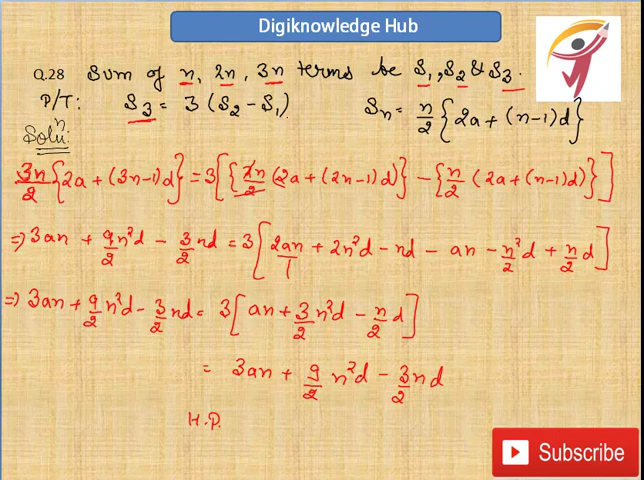 Digiknowledge Hub
Q.28 Sum of n, 2n, 3n terms be S₁, S₂ & S₃.
P/T: S₃ = 3 (S₂ - S₁) Sₙ = n/2 {2a + (n-1)d}
Soluⁿ
3n/2 {2a + (3n-1)d} = 3[{2n/2 (2a + (2n-1)d)} - {n/2 (2a + (n-1)d)}]
⇒ 3an + 9/2 n²d - 3/2 nd = 3[2an/1 + 2n²d - nd - an - n²/2 d + n/2 d]
⇒ 3an + 9/2 n²d - 3/2 nd = 3[an + 3/2 n²d - n/2 d]
= 3an + 9/2 n²d - 3/2 nd
H.P.
Subscribe